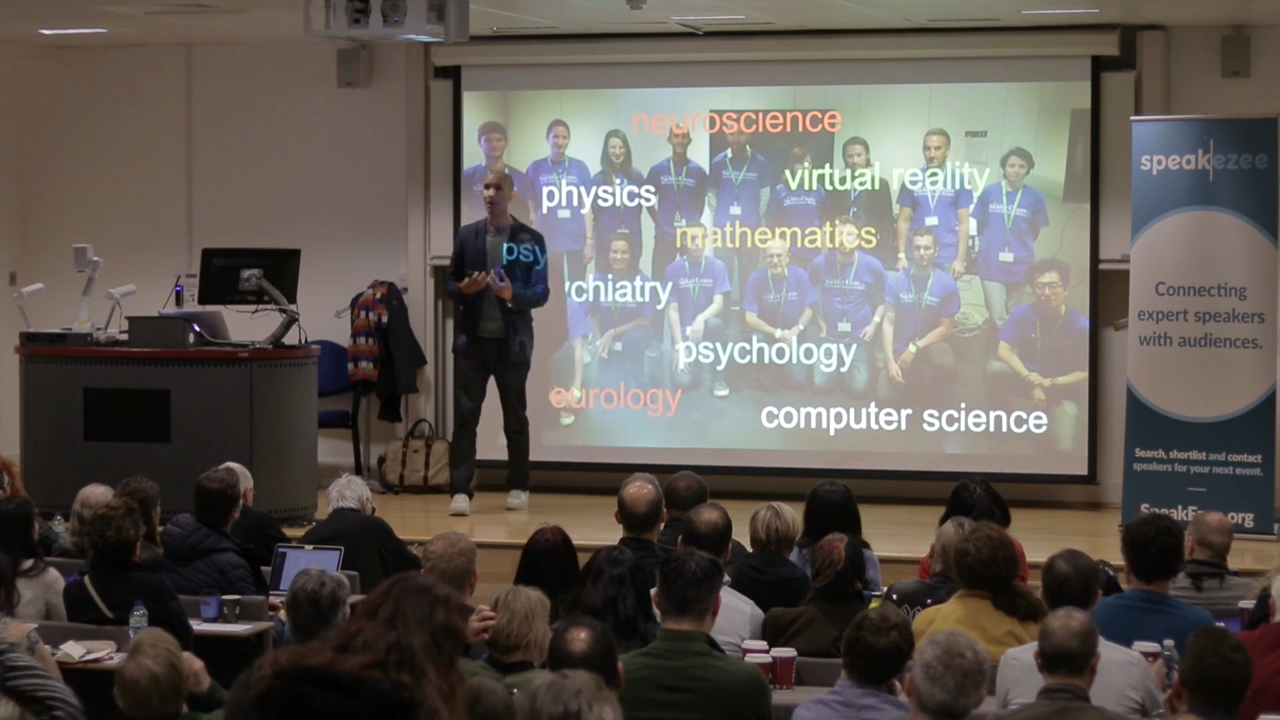 neuroscience
physics
virtual reality
mathematics
psy
ychiatry
psychology
eurology
computer science
speakezee
Connecting
expert speakers
with audiences.
Search, shortlist and contact
speakers for your next event.
SpeakEzee.org